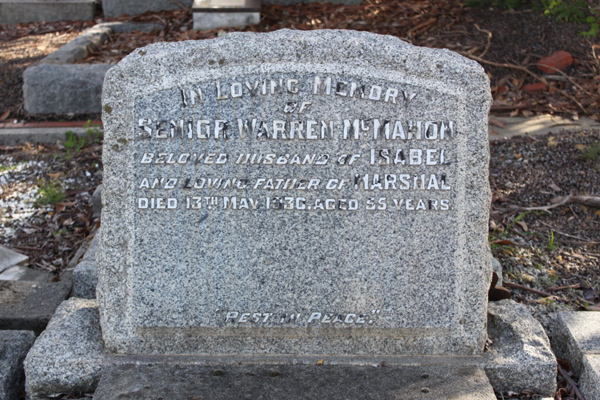 IN LOVING MEMORY
OF
SENIOR WARREN McMAHON
BELOVED HUSBAND OF ISABEL
AND LOVING FATHER OF MARSHAL
DIED 13TH MAY. 1936. AGED 55 YEARS.
"REST IN PEACE."